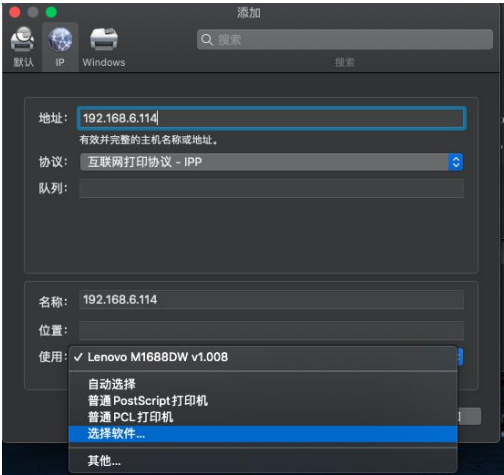 添加
搜索
默认 IP Windows 搜索
地址: 192.168.6.114
有效并完整的主机名称或地址。
协议: 互联网打印协议 - IPP
队列:
名称: 192.168.6.114
位置:
使用: ✓ Lenovo M1688DW v1.008
自动选择
普通 PostScript 打印机
普通 PCL 打印机
选择软件...
其他...